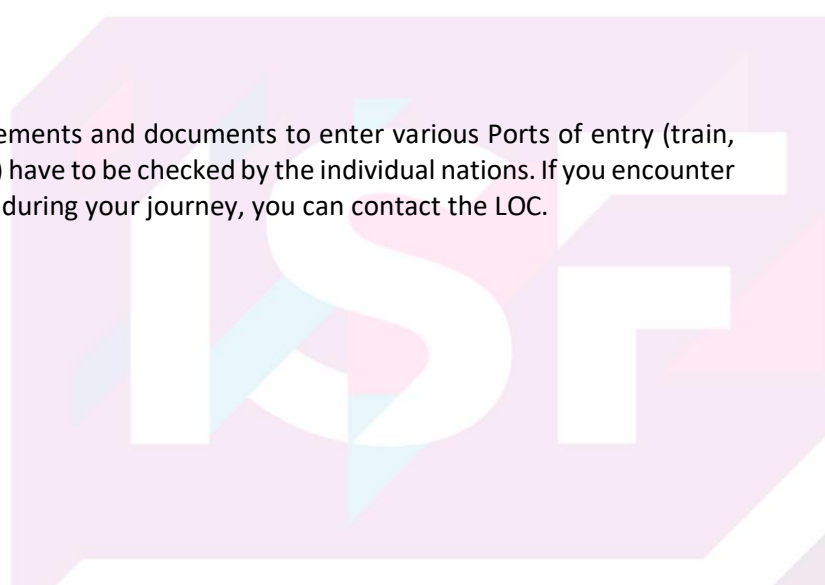 ements and documents to enter various Ports of entry (train,
) have to be checked by the individual nations. If you encounter
during your journey, you can contact the LOC.
ISF